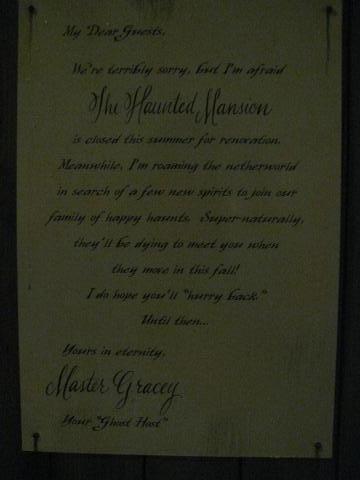 My Dear Guests,
We're terribly sorry, but I'm afraid
The Haunted Mansion
is closed this summer for renovation.
Meanwhile, I'm roaming the netherworld
in search of a few new spirits to join our
family of happy haunts. Super-naturally,
they'll be dying to meet you when
they move in this fall!
I do hope you'll "hurry back."
Until then...
Yours in eternity,
Master Gracey
Your "Ghost Host"